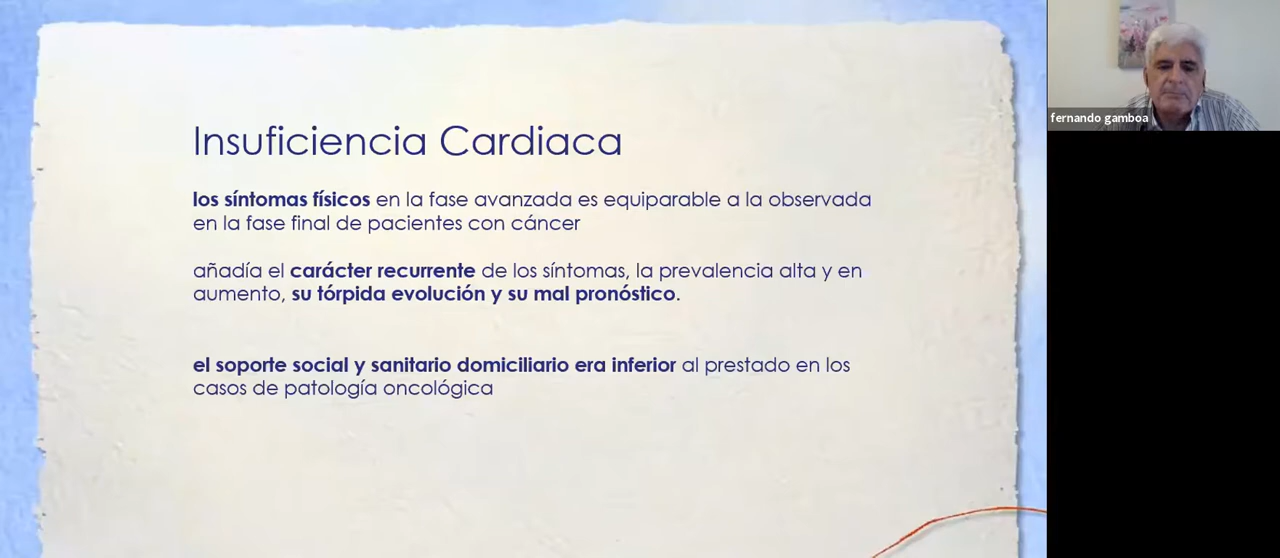 Insuficiencia Cardiaca
los síntomas físicos en la fase avanzada es equiparable a la observada
en la fase final de pacientes con cáncer
añadía el carácter recurrente de los síntomas, la prevalencia alta y en
aumento, su tórpida evolución y su mal pronóstico.
el soporte social y sanitario domiciliario era inferior al prestado en los
casos de patología oncológica
fernando gamboa